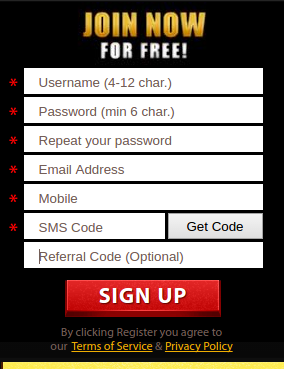 JOIN NOW
FOR FREE!
* Username (4-12 char.)
* Password (min 6 char.)
* Repeat your password
* Email Address
* Mobile
* SMS Code Get Code
Referral Code (Optional)
SIGN UP
By clicking Register you agree to
our Terms of Service & Privacy Policy